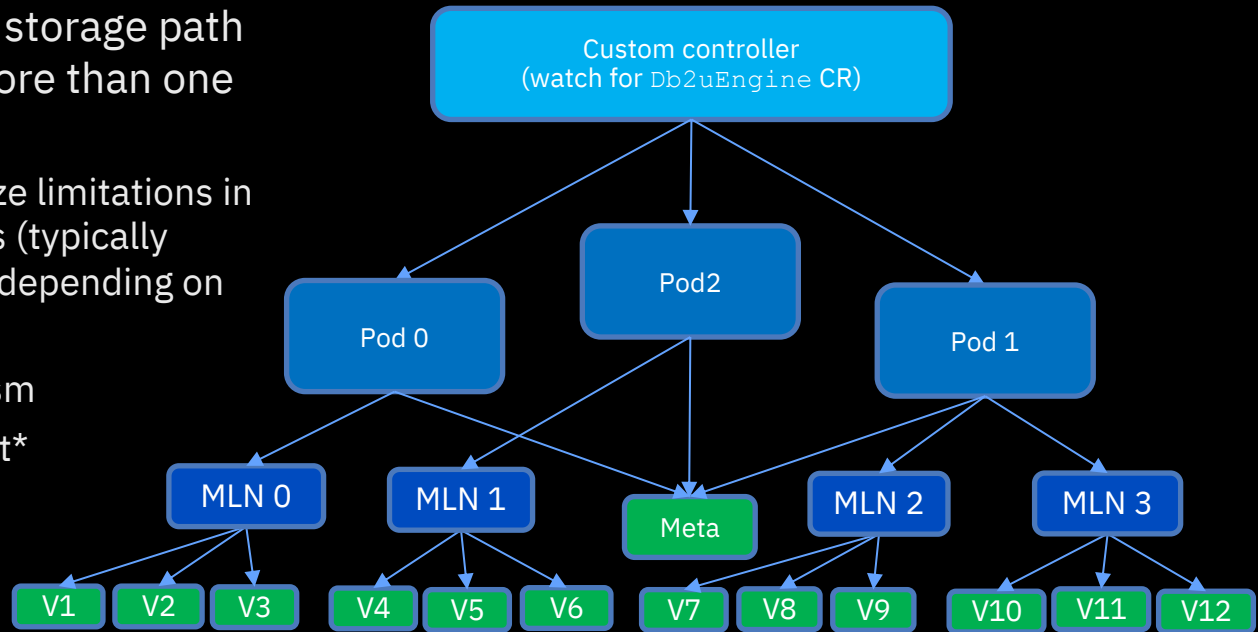 storage path
ore than one
ze limitations in
s (typically
depending on
sm
t*
Custom controller
(watch for Db2uEngine CR)
Pod 0
Pod2
Pod 1
MLN 0
MLN 1
Meta
MLN 2
MLN 3
V1
V2
V3
V4
V5
V6
V7
V8
V9
V10
V11
V12